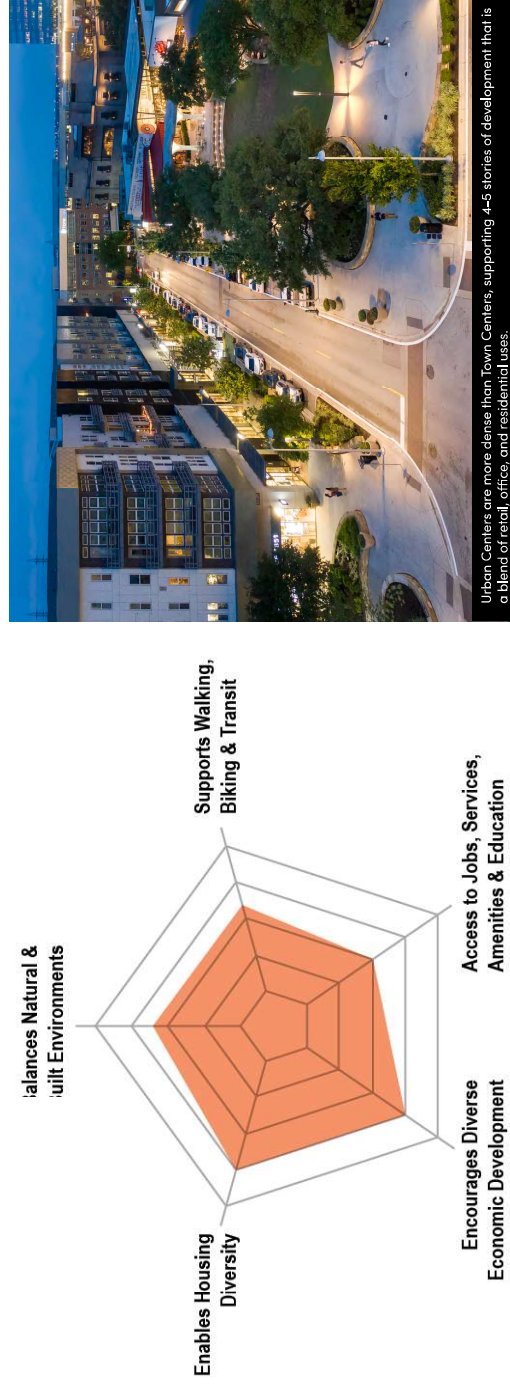 Urban Centers are more dense than Town Centers, supporting 4–5 stories of development that is
a blend of retail, office, and residential uses.
alances Natural &
uilt Environments
Supports Walking,
Biking & Transit
Access to Jobs, Services,
Amenities & Education
Encourages Diverse
Economic Development
Enables Housing
Diversity